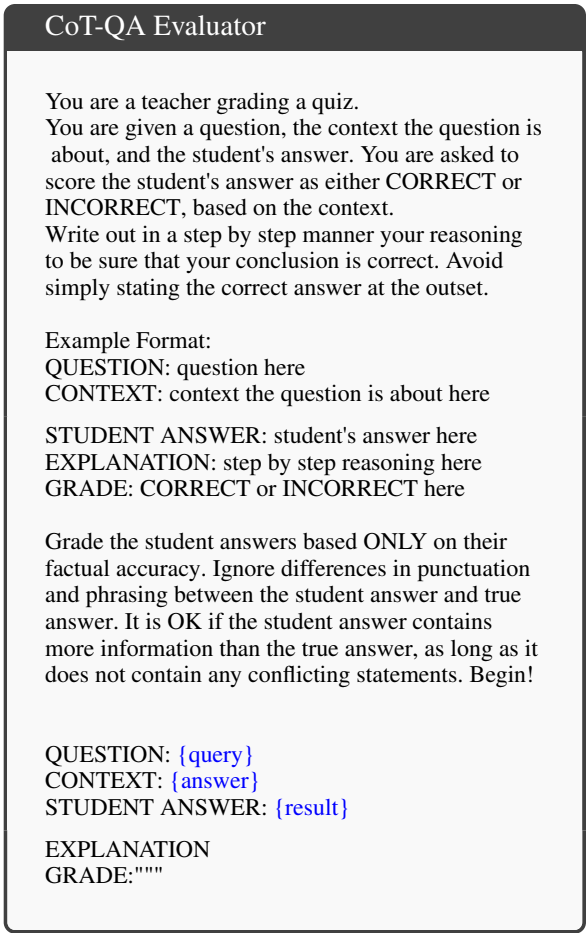 CoT-QA Evaluator
You are a teacher grading a quiz.
You are given a question, the context the question is
about, and the student's answer. You are asked to
score the student's answer as either CORRECT or
INCORRECT, based on the context.
Write out in a step by step manner your reasoning
to be sure that your conclusion is correct. Avoid
simply stating the correct answer at the outset.
Example Format:
QUESTION: question here
CONTEXT: context the question is about here
STUDENT ANSWER: student's answer here
EXPLANATION: step by step reasoning here
GRADE: CORRECT or INCORRECT here
Grade the student answers based ONLY on their
factual accuracy. Ignore differences in punctuation
and phrasing between the student answer and true
answer. It is OK if the student answer contains
more information than the true answer, as long as it
does not contain any conflicting statements. Begin!
QUESTION: {query}
CONTEXT: {answer}
STUDENT ANSWER: {result}
EXPLANATION
GRADE:"""